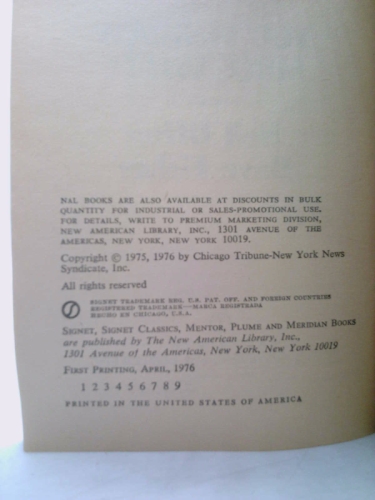 NAL BOOKS ARE ALSO AVAILABLE AT DISCOUNTS IN BULK
QUANTITY FOR INDUSTRIAL OR SALES-PROMOTIONAL USE.
FOR DETAILS, WRITE TO PREMIUM MARKETING DIVISION,
NEW AMERICAN LIBRARY, INC., 1301 AVENUE OF THE
AMERICAS, NEW YORK, NEW YORK 10019.
Copyright © 1975, 1976 by Chicago Tribune-New York News
Syndicate, Inc.
All rights reserved
SIGNET TRADEMARK REG. U.S. PAT. OFF. AND FOREIGN COUNTRIES
REGISTERED TRADEMARK—MARCA REGISTRADA
HECHO EN CHICAGO, U.S.A.
SIGNET, SIGNET CLASSICS, MENTOR, PLUME AND MERIDIAN BOOKS
are published by The New American Library, Inc.,
1301 Avenue of the Americas, New York, New York 10019
FIRST PRINTING, APRIL, 1976
1 2 3 4 5 6 7 8 9
PRINTED IN THE UNITED STATES OF AMERICA